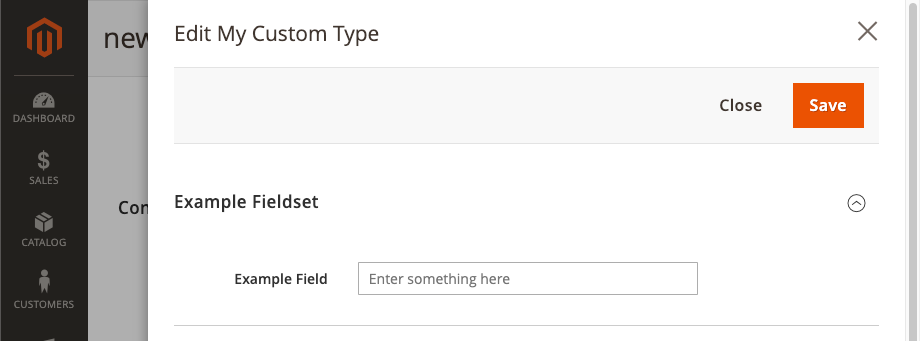 new
Edit My Custom Type
DASHBOARD
Close
Save
$
SALES
Con
Example Fieldset
CATALOG
Example Field
Enter something here
CUSTOMERS